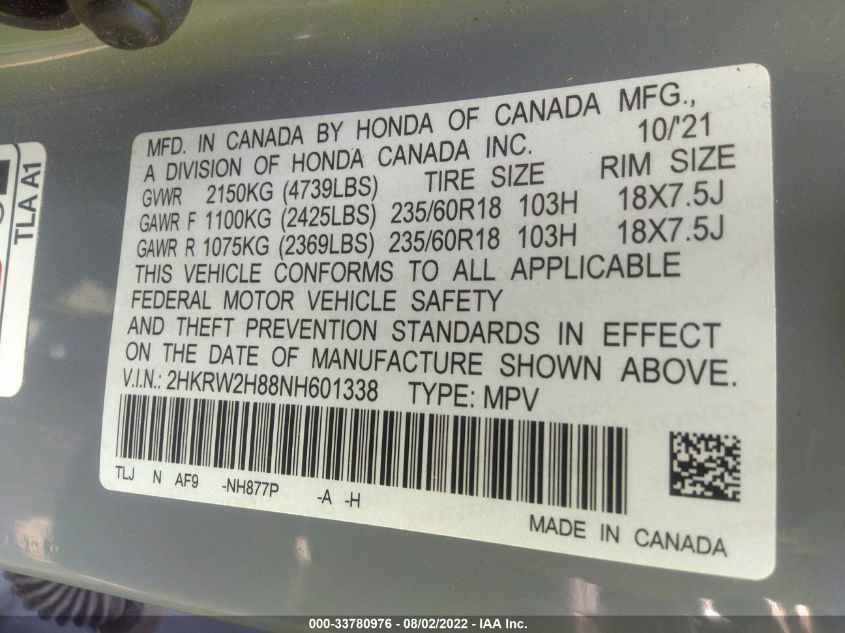 MFD. IN CANADA BY HONDA OF CANADA MFG.,
A DIVISION OF HONDA CANADA INC. 10/'21
GVWR 2150KG (4739LBS) TIRE SIZE RIM SIZE
GAWR F 1100KG (2425LBS) 235/60R18 103H 18X7.5J
GAWR R 1075KG (2369LBS) 235/60R18 103H 18X7.5J
THIS VEHICLE CONFORMS TO ALL APPLICABLE
FEDERAL MOTOR VEHICLE SAFETY
AND THEFT PREVENTION STANDARDS IN EFFECT
ON THE DATE OF MANUFACTURE SHOWN ABOVE.
V.I.N.: 2HKRW2H88NH601338 TYPE: MPV
TLJ N AF9 -NH877P -A -H
MADE IN CANADA
TLA A1
000-33780976 - 08/02/2022 - IAA Inc.